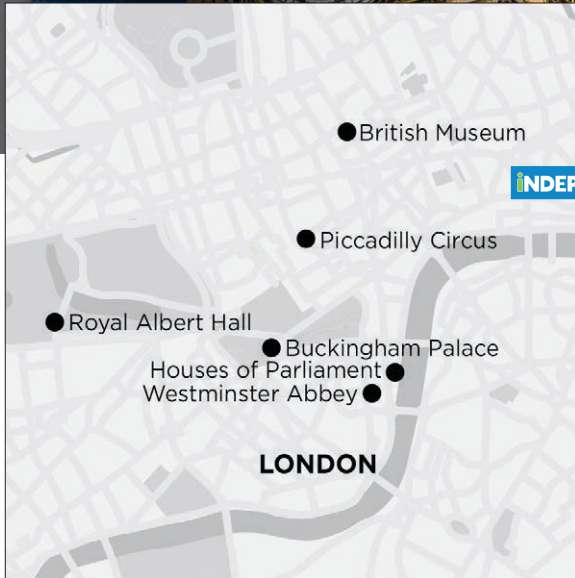 British Museum
Piccadilly Circus
Royal Albert Hall
Buckingham Palace
Houses of Parliament
Westminster Abbey
LONDON